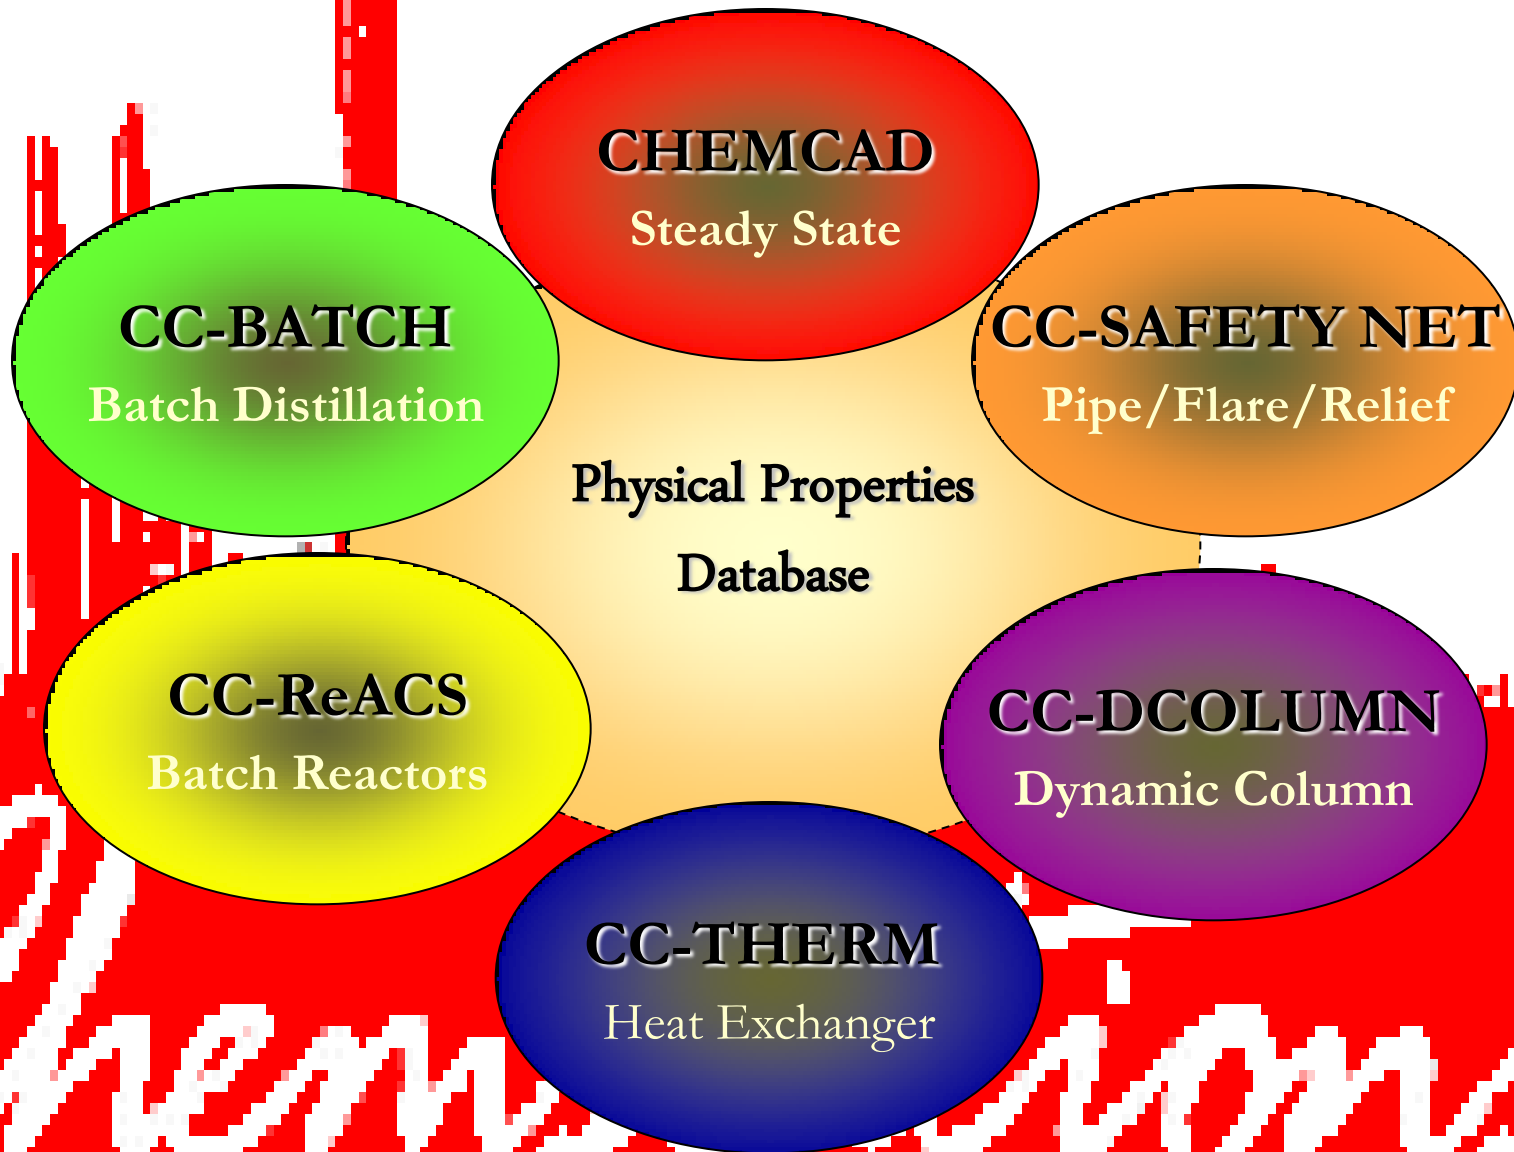 CHEMCAD
Steady State
CC-BATCH
Batch Distillation
CC-SAFETY NET
Pipe/Flare/Relief
Physical Properties
Database
CC-ReACS
Batch Reactors
CC-DCOLUMN
Dynamic Column
CC-THERM
Heat Exchanger